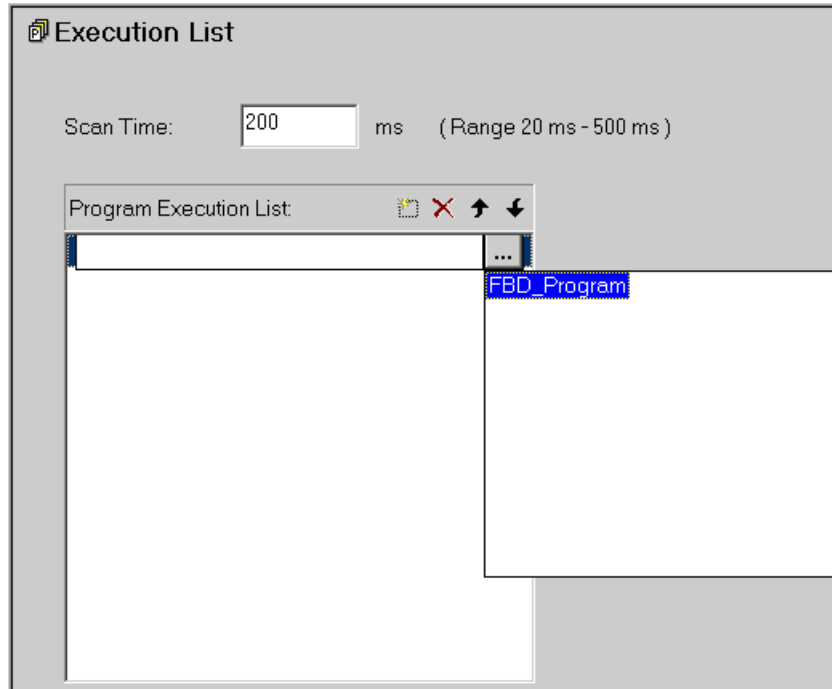 Execution List
Scan Time: 200 ms ( Range 20 ms - 500 ms )
Program Execution List:
...
FBD_Program